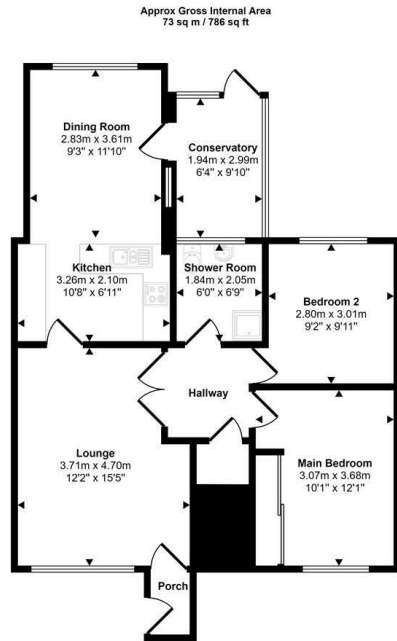 Approx Gross Internal Area
73 sq m / 786 sq ft
Dining Room
2.83m x 3.61m
9'3" x 11'10"
Conservatory
1.94m x 2.99m
6'4" x 9'10"
Kitchen
3.26m x 2.10m
10'8" x 6'11"
Shower Room
1.84m x 2.05m
6'0" x 6'9"
Bedroom 2
2.80m x 3.01m
9'2" x 9'11"
Hallway
Lounge
3.71m x 4.70m
12'2" x 15'5"
Main Bedroom
3.07m x 3.68m
10'1" x 12'1"
Porch